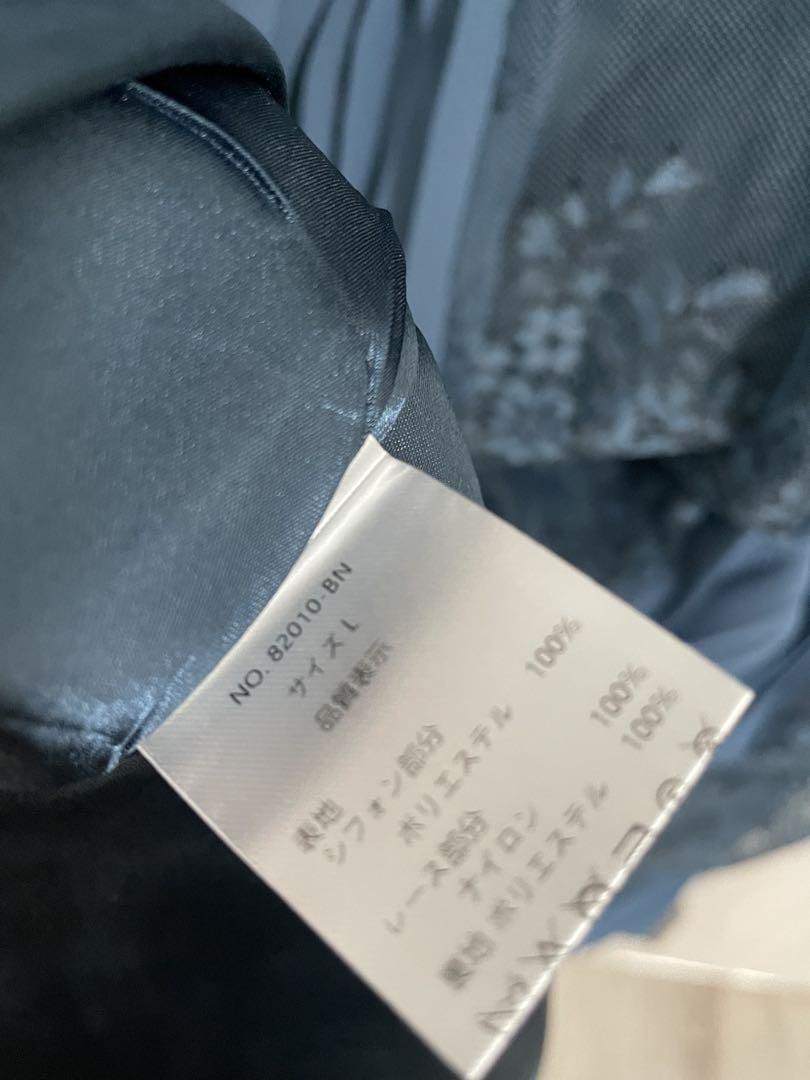 NO. 82010-BN
サイズ L
品質表示
表地
シフォン部分
ポリエステル 100%
レース部分
ナイロン 100%
裏地 ポリエステル 100%